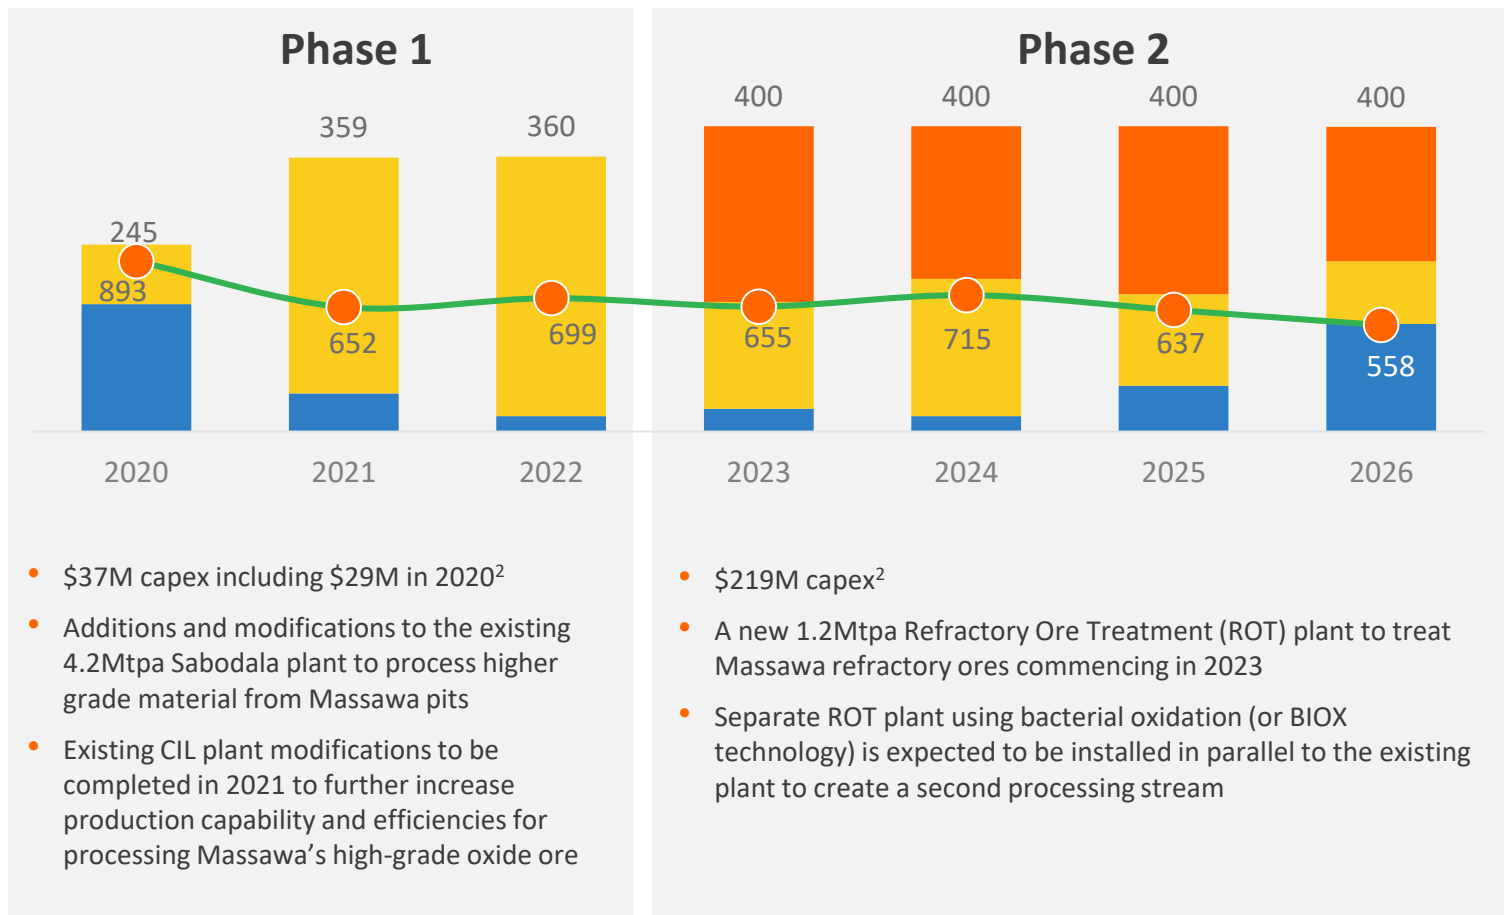 Phase 1
359
360
245
893
652
699
2020
2021
2022
• $37M capex including $29M in 2020²
• Additions and modifications to the existing
4.2Mtpa Sabodala plant to process higher
grade material from Massawa pits
• Existing CIL plant modifications to be
completed in 2021 to further increase
production capability and efficiencies for
processing Massawa’s high-grade oxide ore
Phase 2
400
400
400
400
655
715
637
558
2023
2024
2025
2026
• $219M capex²
• A new 1.2Mtpa Refractory Ore Treatment (ROT) plant to treat
Massawa refractory ores commencing in 2023
• Separate ROT plant using bacterial oxidation (or BIOX
technology) is expected to be installed in parallel to the existing
plant to create a second processing stream